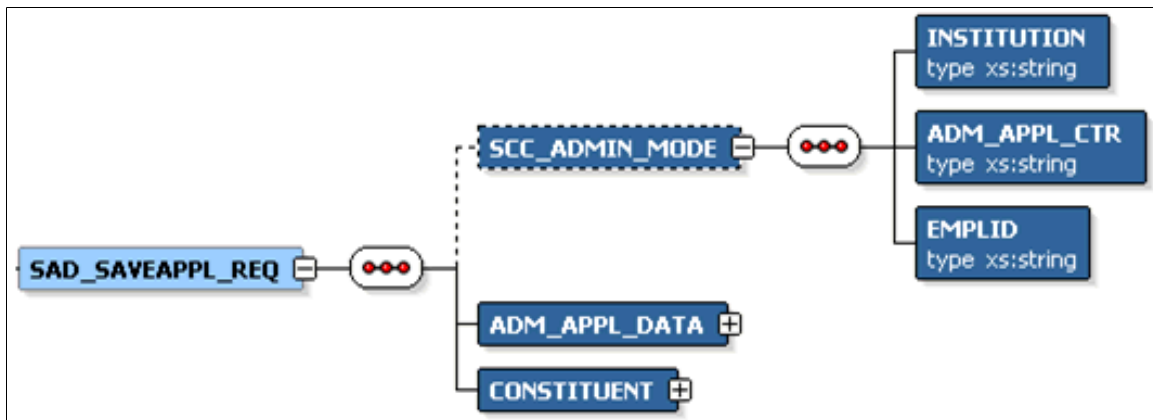 INSTITUTION
type xs:string
SCC_ADMIN_MODE
ADM_APPL_CTR
type xs:string
EMPLID
type xs:string
SAD_SAVEAPPL_REQ
ADM_APPL_DATA
CONSTITUENT